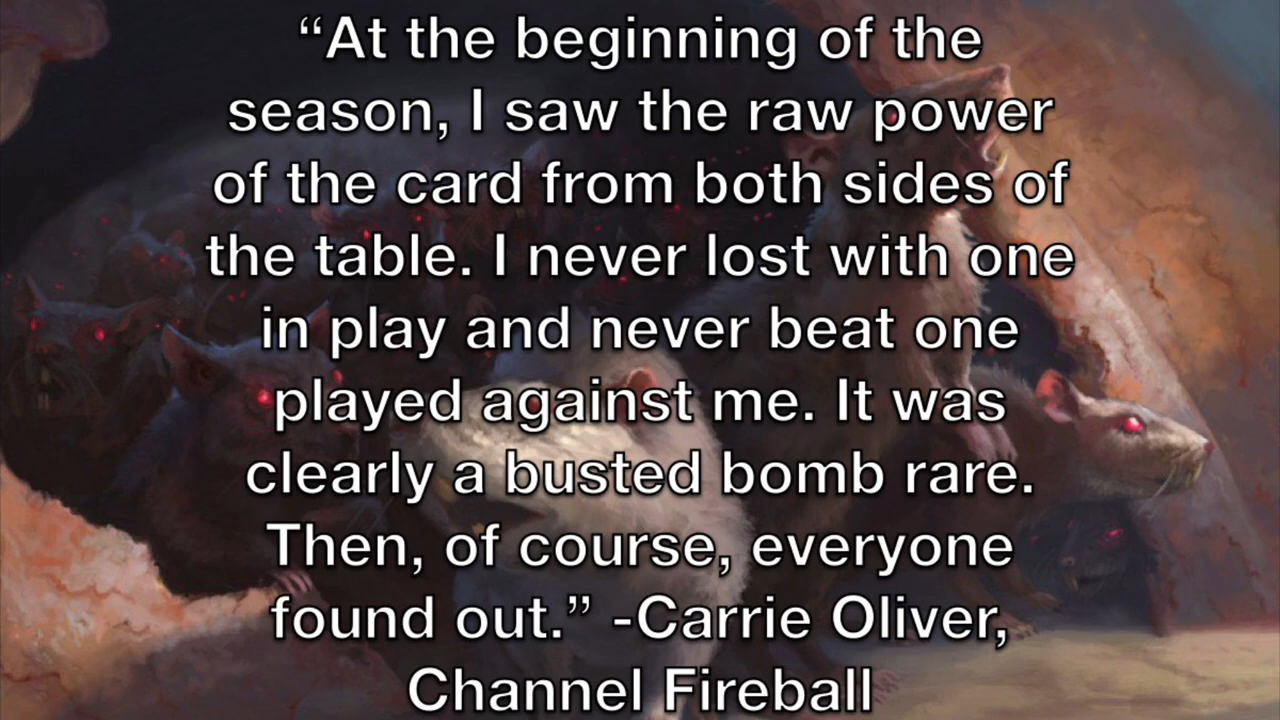 “At the beginning of the
season, I saw the raw power
of the card from both sides of
the table. I never lost with one
in play and never beat one
played against me. It was
clearly a busted bomb rare.
Then, of course, everyone
found out.” -Carrie Oliver,
Channel Fireball